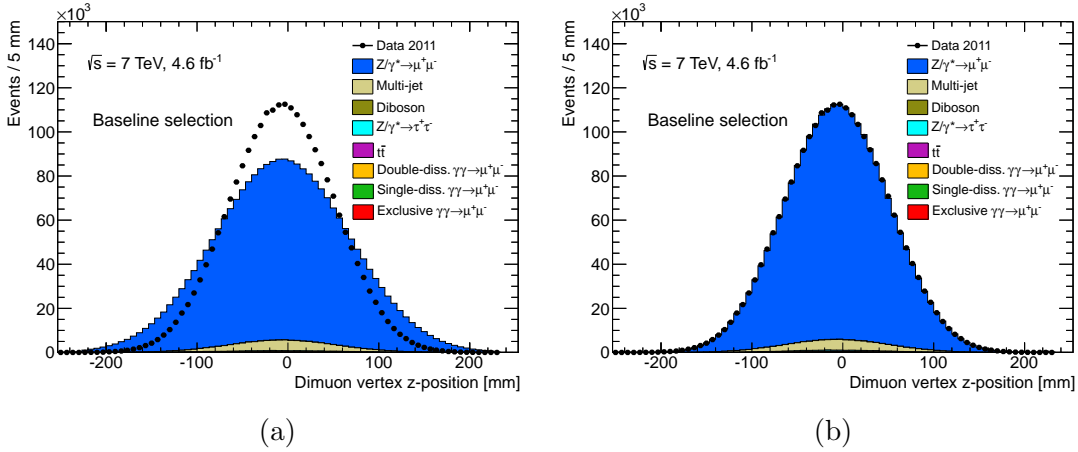 ×10³
Events / 5 mm
140
120
100
80
60
40
20
0
√s = 7 TeV, 4.6 fb⁻¹
Baseline selection
Data 2011
Z/γ*→μ⁺μ⁻
Multi-jet
Diboson
Z/γ*→τ⁺τ⁻
tt̄
Double-diss. γγ→μ⁺μ⁻
Single-diss. γγ→μ⁺μ⁻
Exclusive γγ→μ⁺μ⁻
-200 -100 0 100 200
Dimuon vertex z-position [mm]
(a)
×10³
Events / 5 mm
140
120
100
80
60
40
20
0
√s = 7 TeV, 4.6 fb⁻¹
Baseline selection
Data 2011
Z/γ*→μ⁺μ⁻
Multi-jet
Diboson
Z/γ*→τ⁺τ⁻
tt̄
Double-diss. γγ→μ⁺μ⁻
Single-diss. γγ→μ⁺μ⁻
Exclusive γγ→μ⁺μ⁻
-200 -100 0 100 200
Dimuon vertex z-position [mm]
(b)